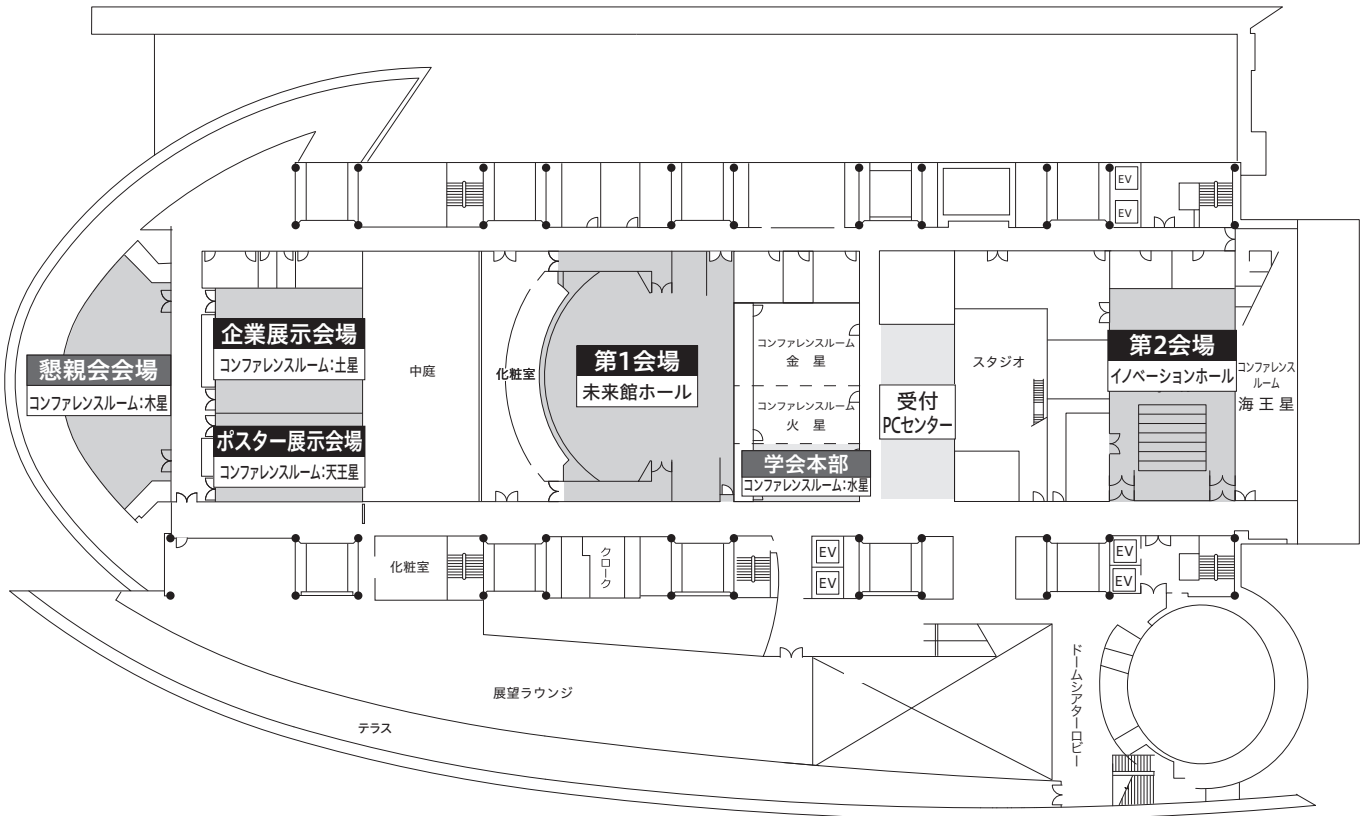 EV
EV
企業展示会場
コンファレンスルーム:土星
懇親会会場
コンファレンスルーム:木星
ポスター展示会場
コンファレンスルーム:天王星
中庭
化粧室
第1会場
未来館ホール
コンファレンスルーム
金 星
コンファレンスルーム
火 星
学会本部
コンファレンスルーム:水星
受付
PCセンター
スタジオ
第2会場
イノベーションホール
コンファレンス
ルーム
海 王 星
化粧室
クローク
EV
EV
EV
EV
展望ラウンジ
テラス
ドームシアターロビー